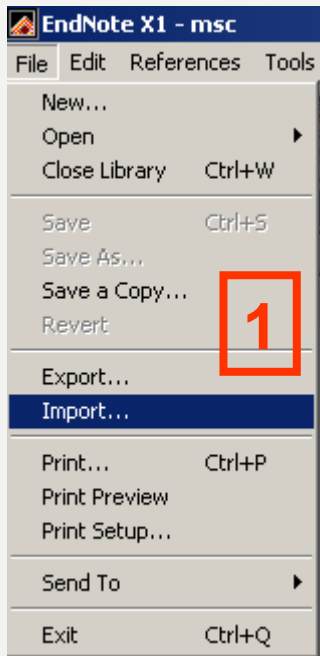 EndNote X1 - msc
File Edit References Tools
New...
Open
Close Library Ctrl+W
Save Ctrl+S
Save As...
Save a Copy...
Revert
1
Export...
Import...
Print... Ctrl+P
Print Preview
Print Setup...
Send To
Exit Ctrl+Q